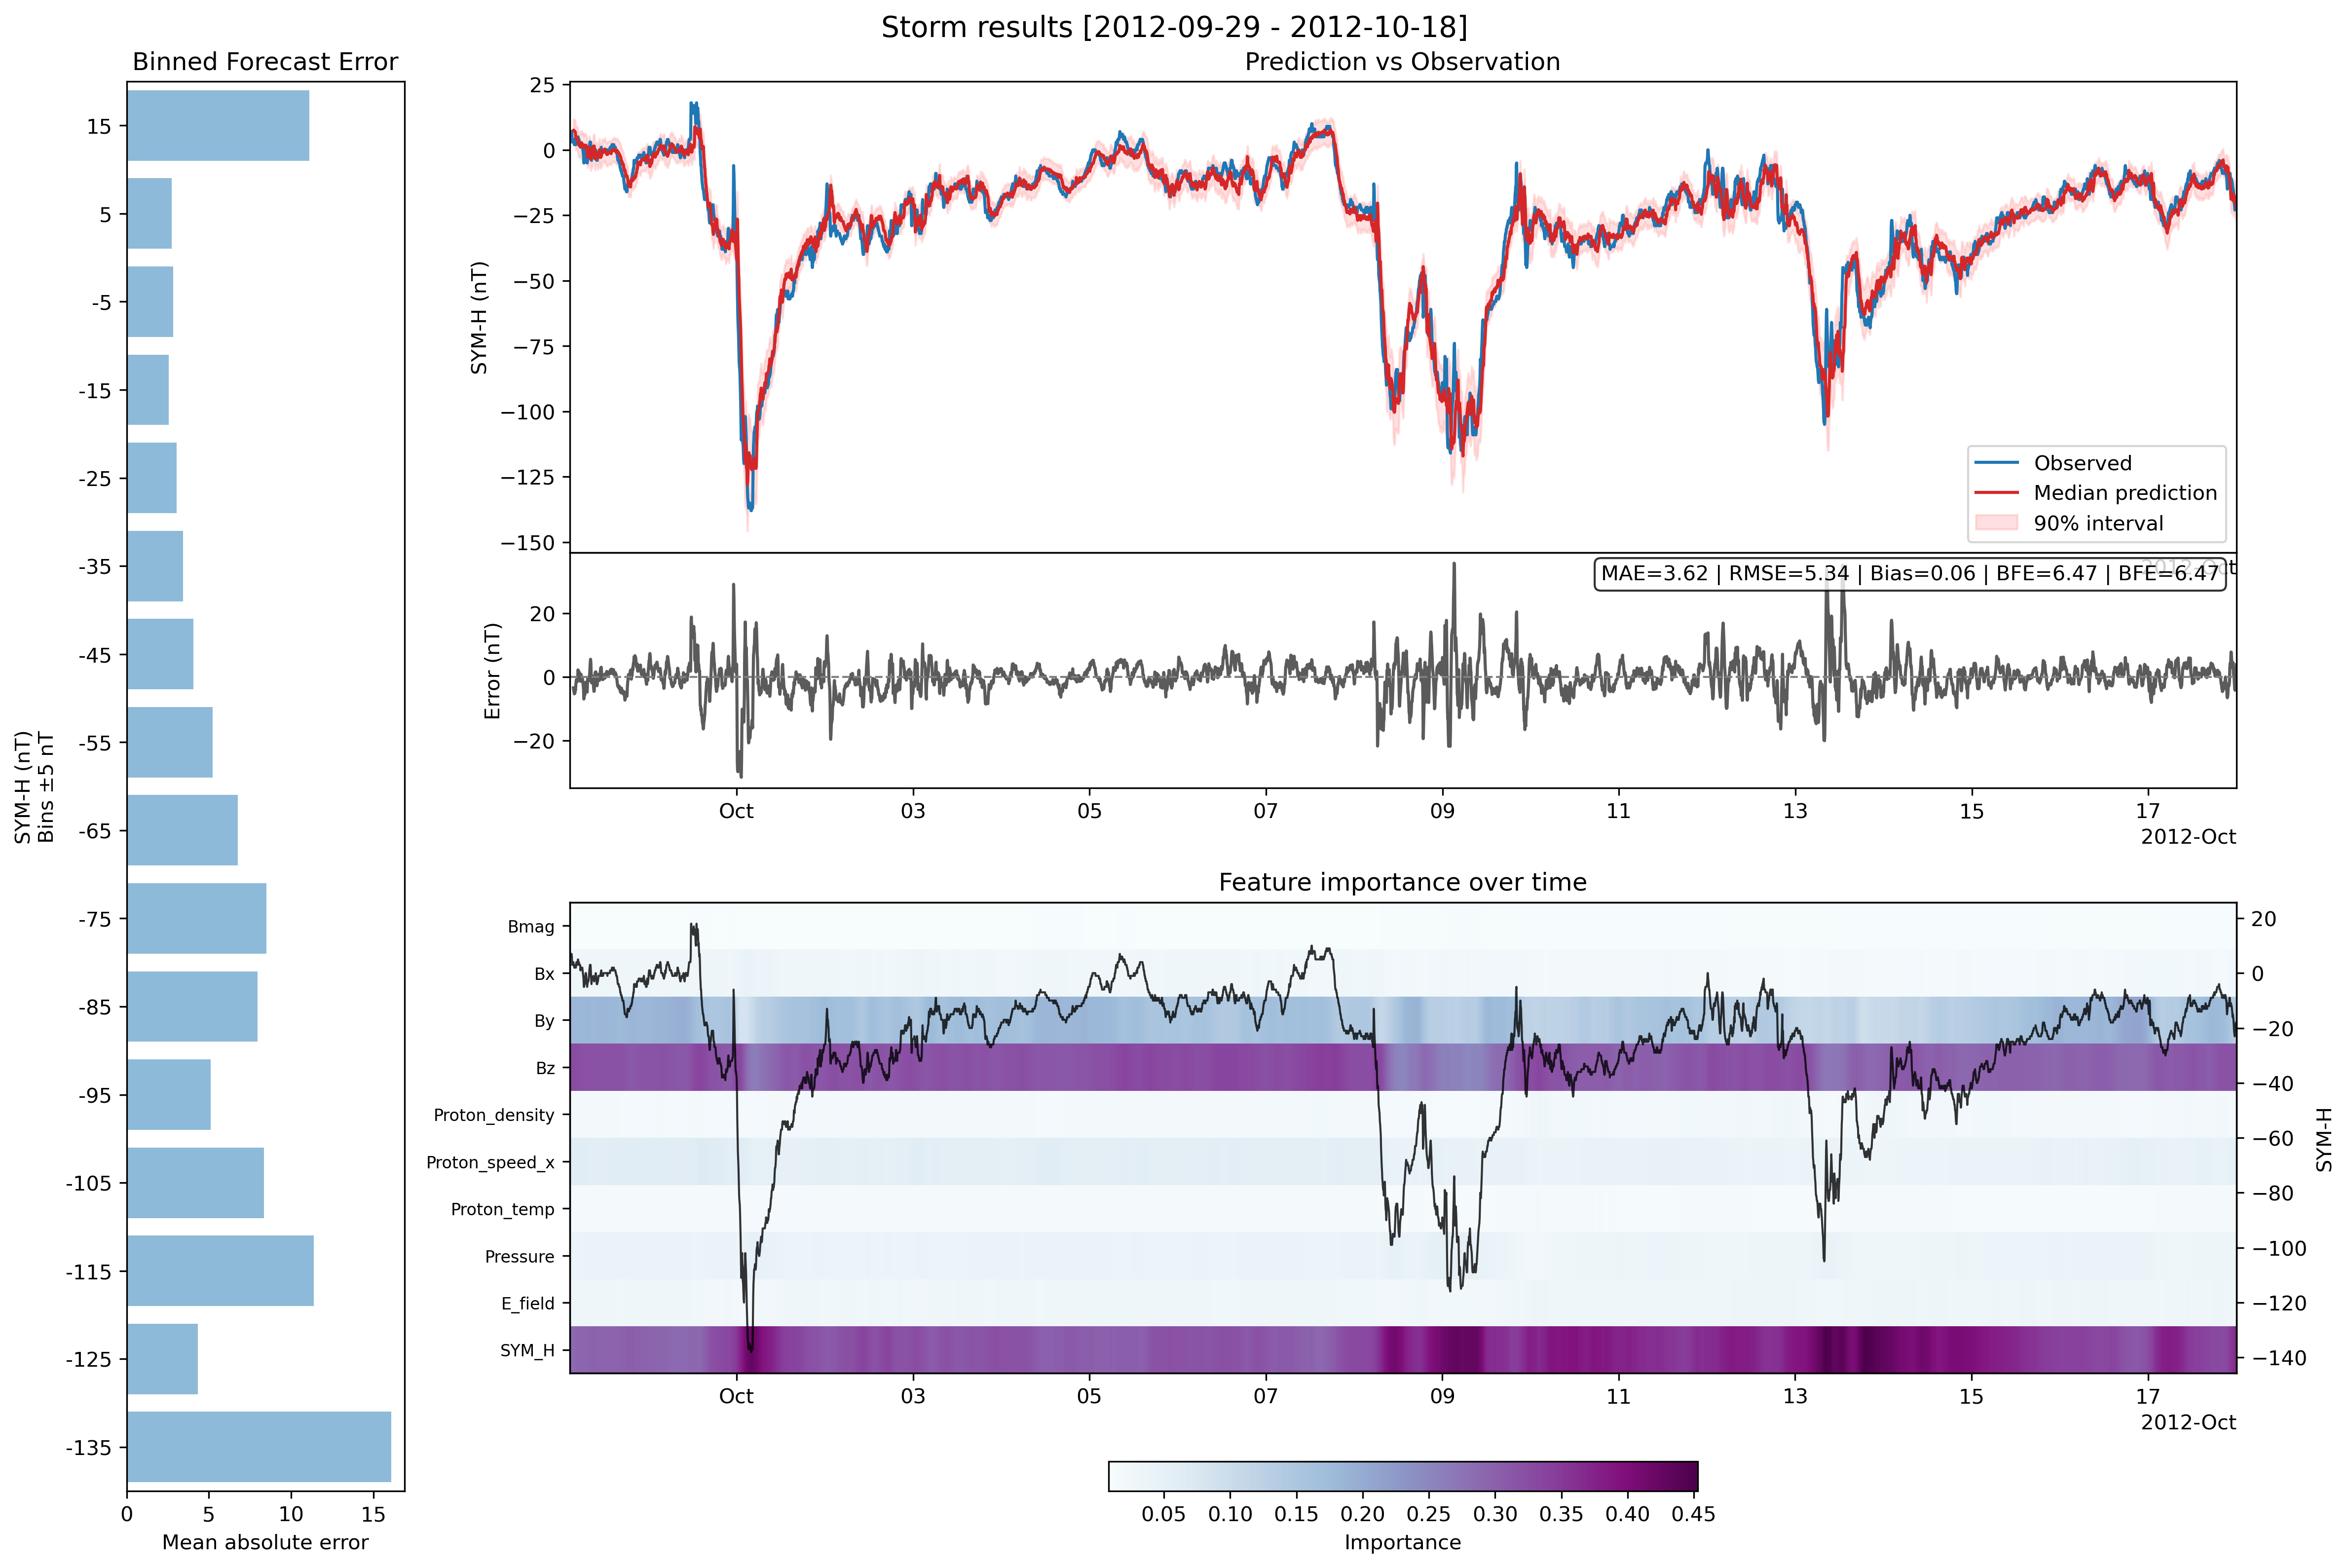 Storm results [2012-09-29 - 2012-10-18]
Binned Forecast Error
15
5
-5
-15
-25
-35
-45
-55
-65
-75
-85
-95
-105
-115
-125
-135
SYM-H (nT)
Bins ±5 nT
0 5 10 15
Mean absolute error
Prediction vs Observation
25
0
−25
−50
−75
−100
−125
−150
SYM-H (nT)
Observed
Median prediction
90% interval
2012-Oct
MAE=3.62 | RMSE=5.34 | Bias=0.06 | BFE=6.47 | BFE=6.47
20
0
−20
Error (nT)
Oct 03 05 07 09 11 13 15 17
2012-Oct
Feature importance over time
Bmag
Bx
By
Bz
Proton_density
Proton_speed_x
Proton_temp
Pressure
E_field
SYM_H
20
0
−20
−40
−60
−80
−100
−120
−140
SYM-H
Oct 03 05 07 09 11 13 15 17
2012-Oct
0.05 0.10 0.15 0.20 0.25 0.30 0.35 0.40 0.45
Importance